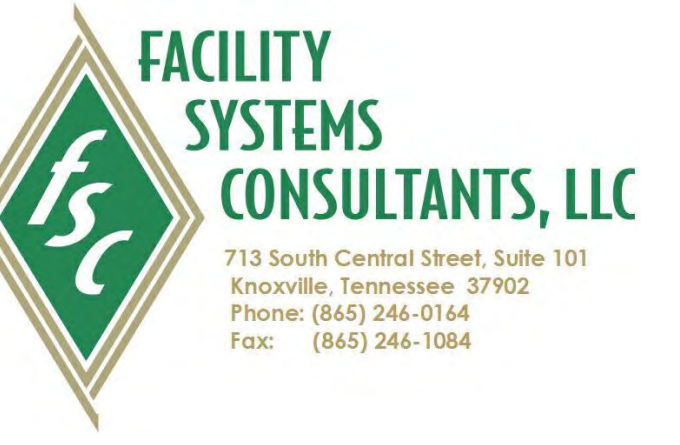 fsc
FACILITY
SYSTEMS
CONSULTANTS, LLC
713 South Central Street, Suite 101
Knoxville, Tennessee 37902
Phone: (865) 246-0164
Fax: (865) 246-1084